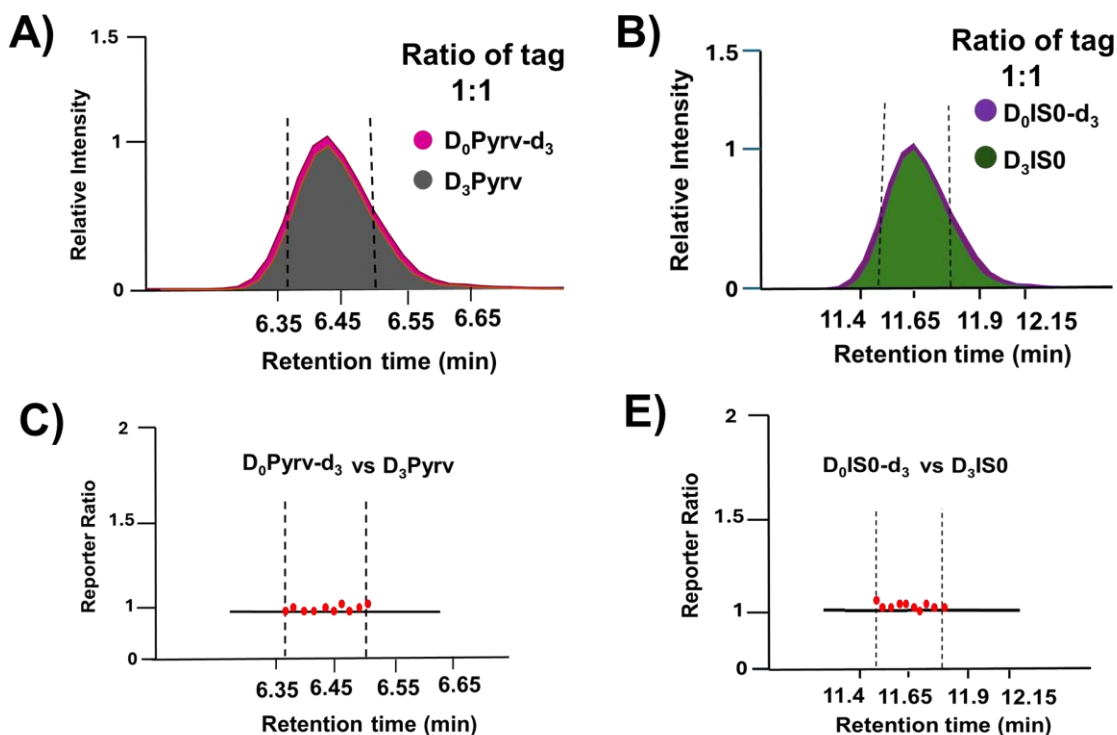 A)
1.5
1
0
Relative Intensity
Ratio of tag
1:1
D₀Pyrv-d₃
D₃Pyrv
6.35 6.45 6.55 6.65
Retention time (min)
B)
1.5
1
0
Relative Intensity
Ratio of tag
1:1
D₀IS0-d₃
D₃IS0
11.4 11.65 11.9 12.15
Retention time (min)
C)
2
1.5
1
0
Reporter Ratio
D₀Pyrv-d₃ vs D₃Pyrv
6.35 6.45 6.55 6.65
Retention time (min)
E)
2
1.5
1
0
Reporter Ratio
D₀IS0-d₃ vs D₃IS0
11.4 11.65 11.9 12.15
Retention time (min)